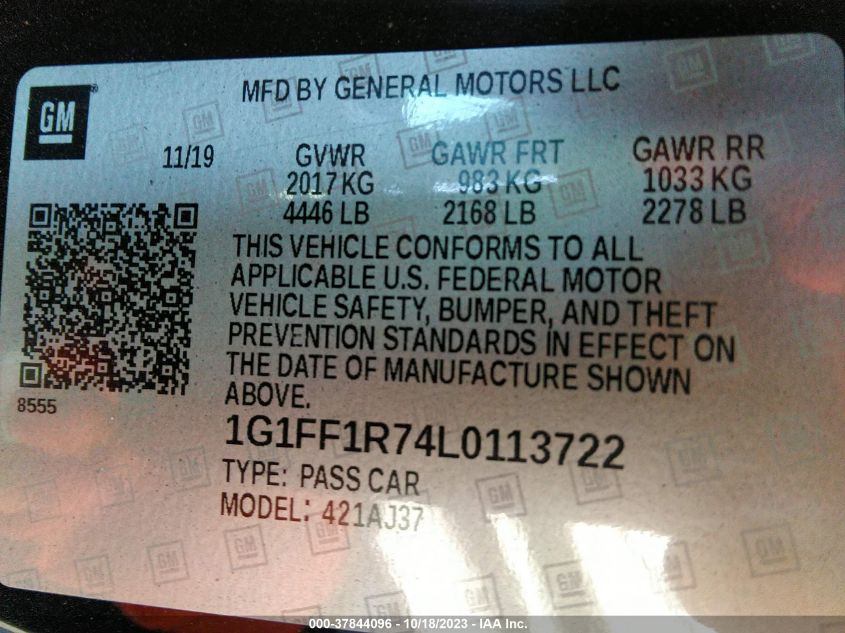 GM
MFD BY GENERAL MOTORS LLC
11/19 GVWR GAWR FRT GAWR RR
2017 KG 983 KG 1033 KG
4446 LB 2168 LB 2278 LB
THIS VEHICLE CONFORMS TO ALL
APPLICABLE U.S. FEDERAL MOTOR
VEHICLE SAFETY, BUMPER, AND THEFT
PREVENTION STANDARDS IN EFFECT ON
THE DATE OF MANUFACTURE SHOWN
ABOVE.
8555
1G1FF1R74L0113722
TYPE: PASS CAR
MODEL: 421AJ37
000-37844096 - 10/18/2023 - IAA Inc.